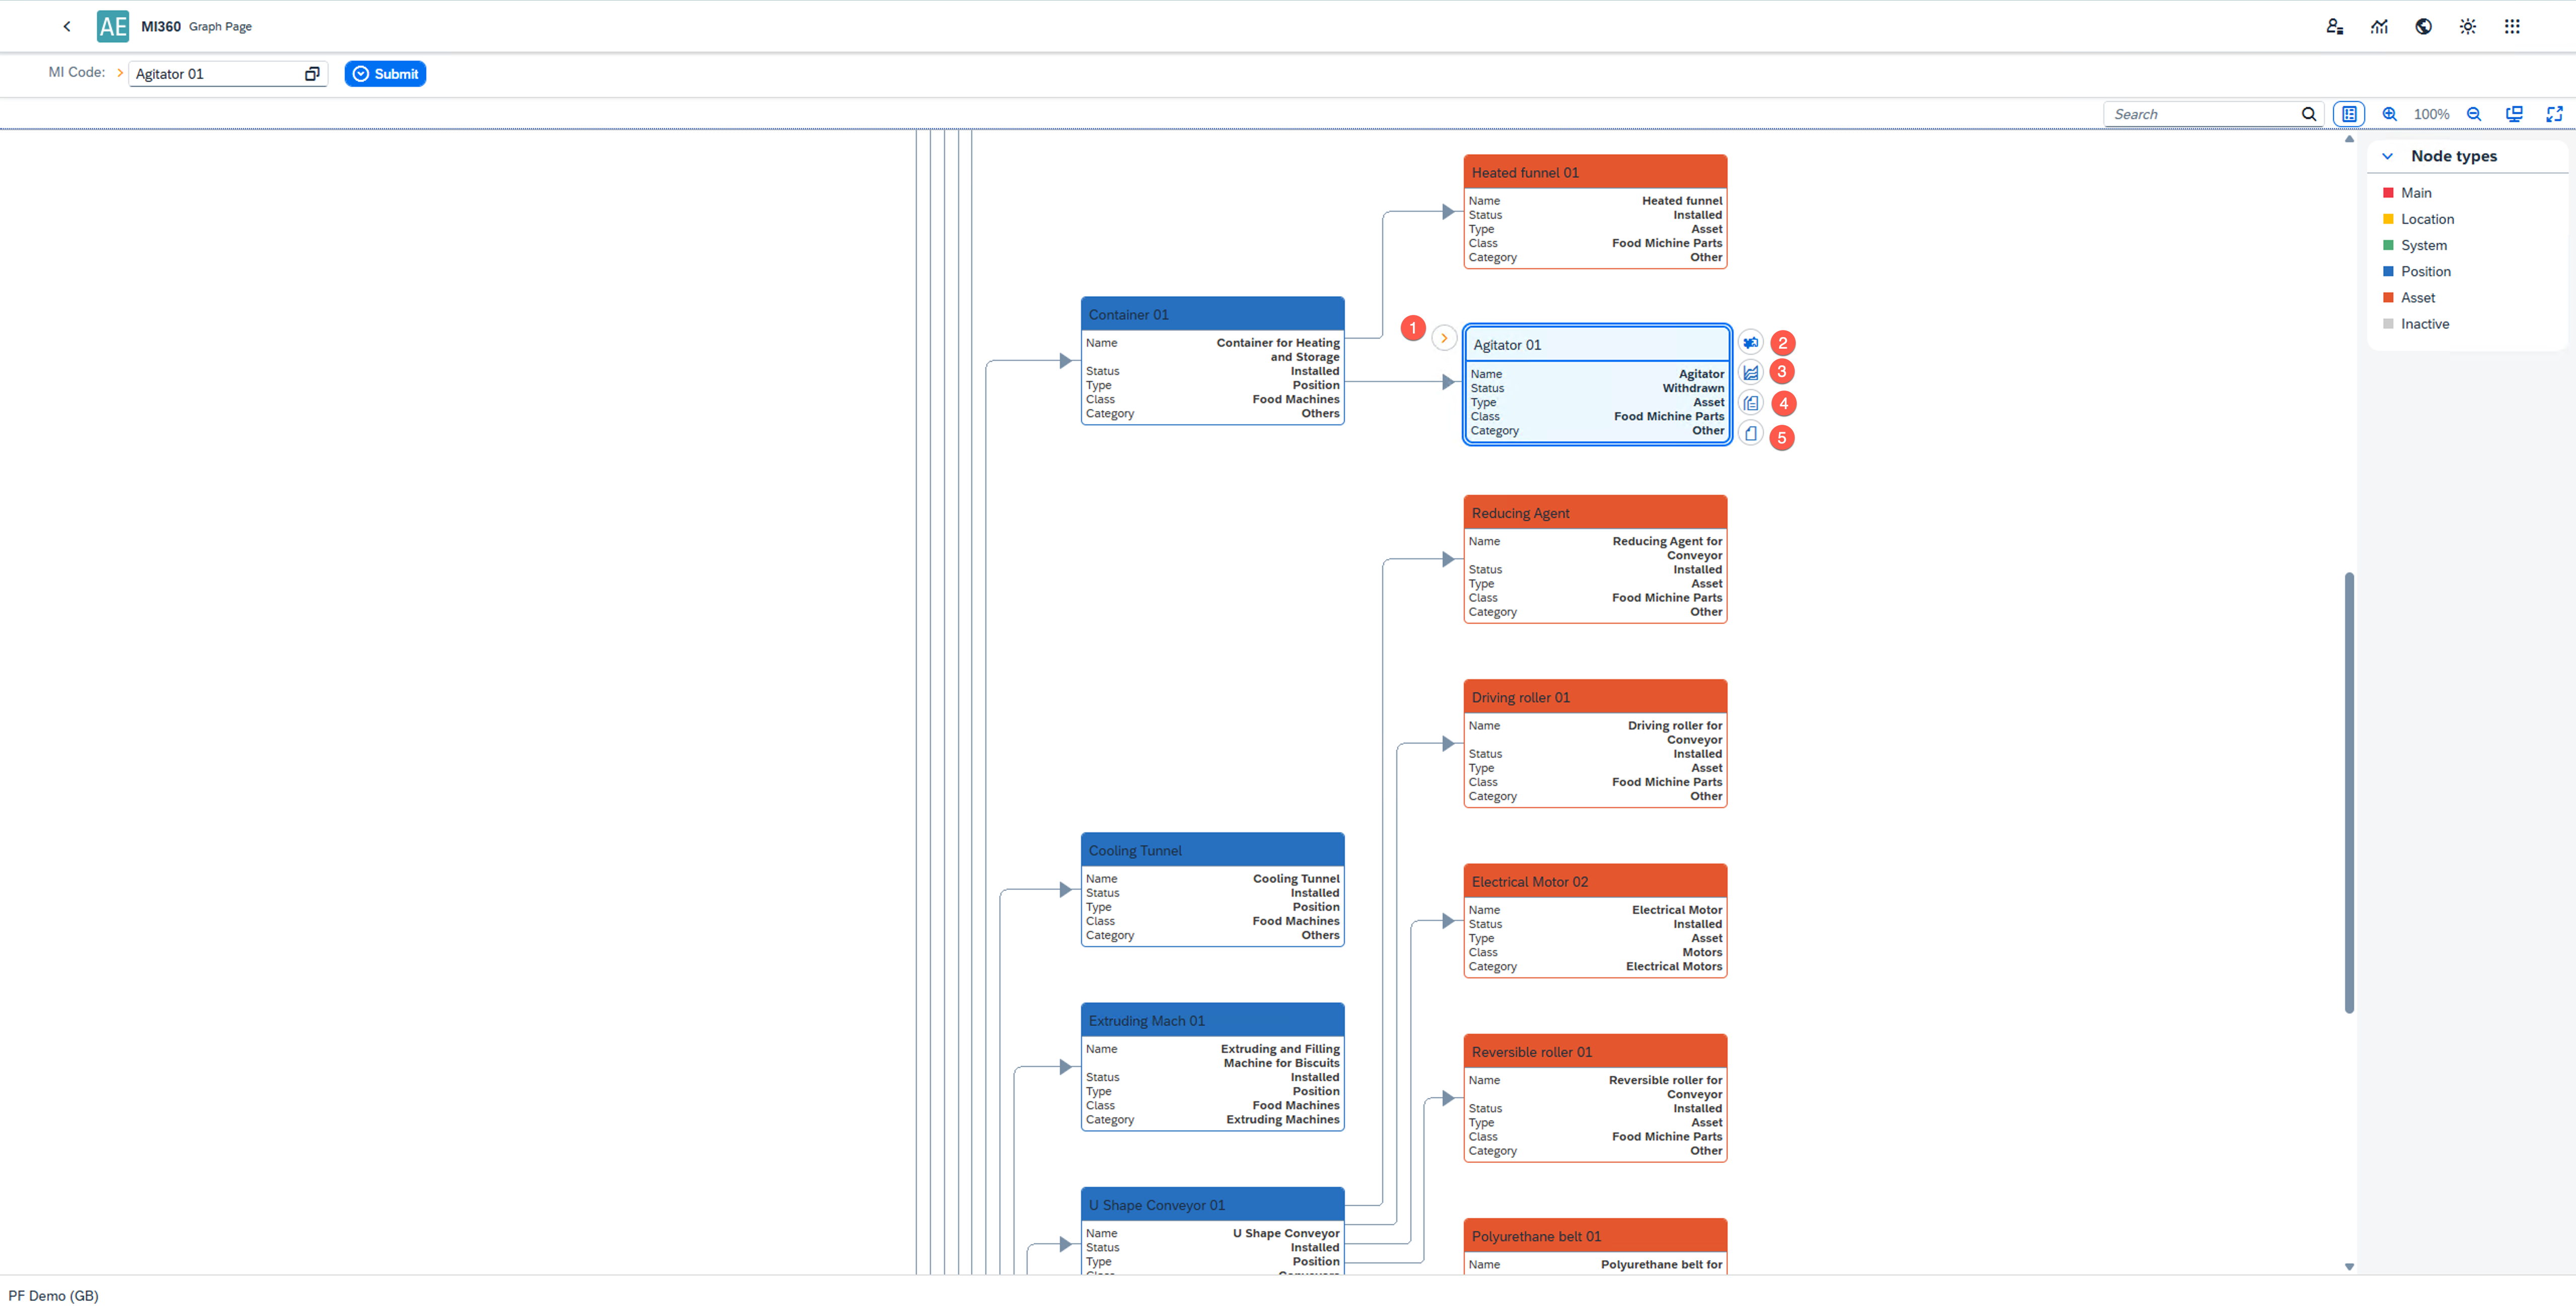 AE MI360 Graph Page
MI Code: Agitator 01 Submit
Search 100%
Node types
Main
Location
System
Position
Asset
Inactive
Heated funnel 01
Name Heated funnel
Status Installed
Type Asset
Class Food Michine Parts
Category Other
Container 01
Name Container for Heating
and Storage
Status Installed
Type Position
Class Food Machines
Category Others
1
Agitator 01
Name Agitator
Status Withdrawn
Type Asset
Class Food Michine Parts
Category Other
2
3
4
5
Reducing Agent
Name Reducing Agent for
Conveyor
Status Installed
Type Asset
Class Food Michine Parts
Category Other
Driving roller 01
Name Driving roller for
Conveyor
Status Installed
Type Asset
Class Food Michine Parts
Category Other
Cooling Tunnel
Name Cooling Tunnel
Status Installed
Type Position
Class Food Machines
Category Others
Electrical Motor 02
Name Electrical Motor
Status Installed
Type Asset
Class Motors
Category Electrical Motors
Extruding Mach 01
Name Extruding and Filling
Machine for Biscuits
Status Installed
Type Position
Class Food Machines
Category Extruding Machines
Reversible roller 01
Name Reversible roller for
Conveyor
Status Installed
Type Asset
Class Food Michine Parts
Category Other
U Shape Conveyor 01
Name U Shape Conveyor
Status Installed
Type Position
Polyurethane belt 01
Name Polyurethane belt for
PF Demo (GB)